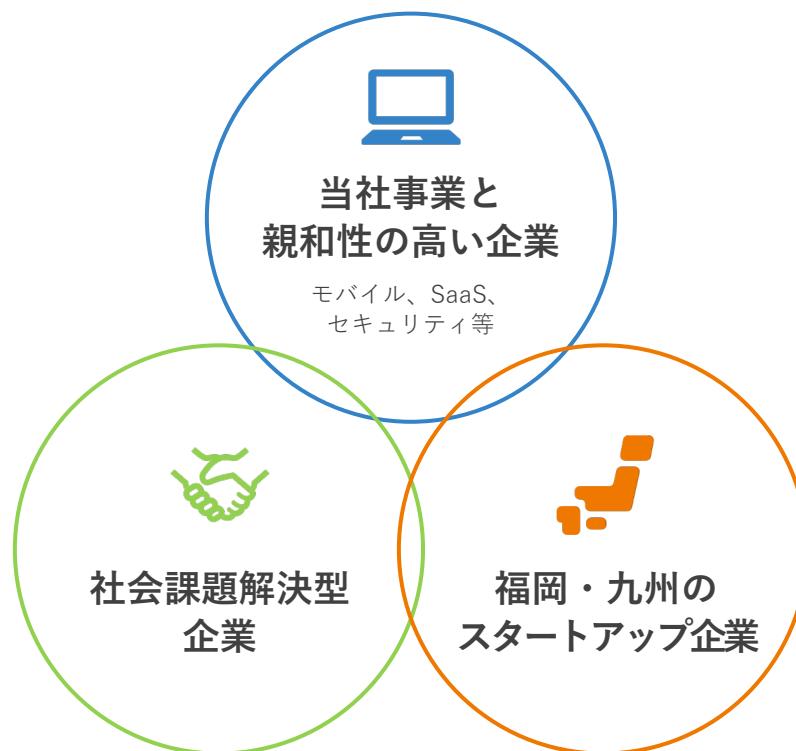 当社事業と
親和性の高い企業
モバイル、SaaS、
セキュリティ等
社会課題解決型
企業
福岡・九州の
スタートアップ企業